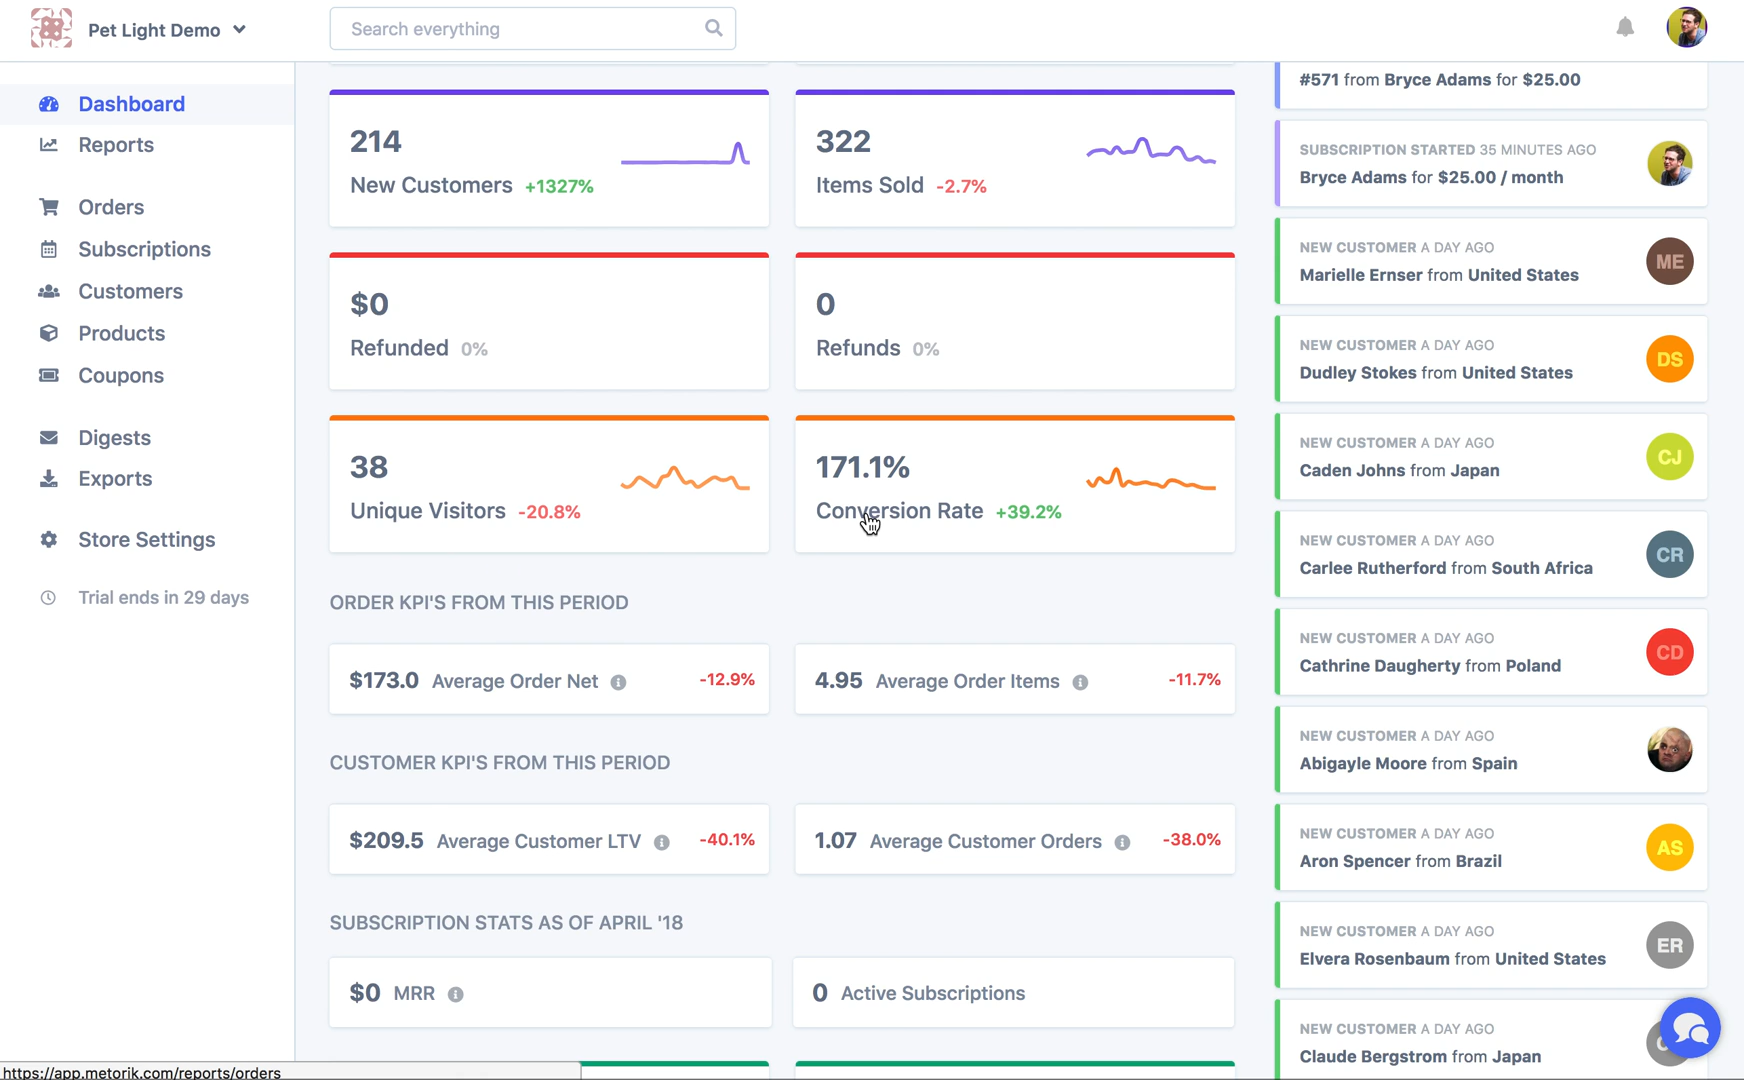 Pet Light Demo
Search everything
Dashboard
Reports
Orders
Subscriptions
Customers
Products
Coupons
Digests
Exports
Store Settings
Trial ends in 29 days
214
New Customers +1327%
322
Items Sold -2.7%
$0
Refunded 0%
0
Refunds 0%
38
Unique Visitors -20.8%
171.1%
Conversion Rate +39.2%
ORDER KPI'S FROM THIS PERIOD
$173.0 Average Order Net -12.9%
4.95 Average Order Items -11.7%
CUSTOMER KPI'S FROM THIS PERIOD
$209.5 Average Customer LTV -40.1%
1.07 Average Customer Orders -38.0%
SUBSCRIPTION STATS AS OF APRIL '18
$0 MRR
0 Active Subscriptions
#571 from Bryce Adams for $25.00
SUBSCRIPTION STARTED 35 MINUTES AGO
Bryce Adams for $25.00 / month
NEW CUSTOMER A DAY AGO
Marielle Ernser from United States
ME
NEW CUSTOMER A DAY AGO
Dudley Stokes from United States
DS
NEW CUSTOMER A DAY AGO
Caden Johns from Japan
CJ
NEW CUSTOMER A DAY AGO
Carlee Rutherford from South Africa
CR
NEW CUSTOMER A DAY AGO
Cathrine Daugherty from Poland
CD
NEW CUSTOMER A DAY AGO
Abigayle Moore from Spain
NEW CUSTOMER A DAY AGO
Aron Spencer from Brazil
AS
NEW CUSTOMER A DAY AGO
Elvera Rosenbaum from United States
ER
NEW CUSTOMER A DAY AGO
Claude Bergstrom from Japan
https://app.metorik.com/reports/orders